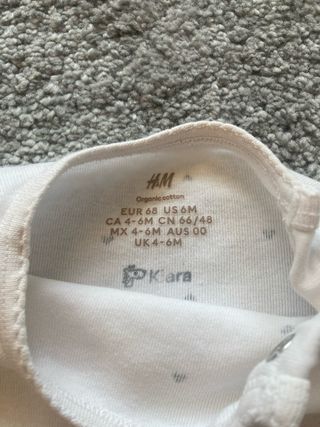 H&M
Organic cotton
EUR 68 US 6M
CA 4-6M CN 66/48
MX 4-6M AUS 00
UK 4-6M
Kiara